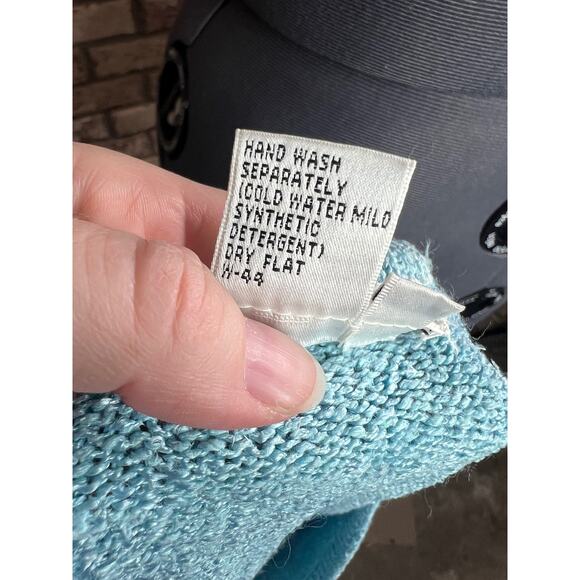 HAND WASH
SEPARATELY
(COLD WATER MILD
SYNTHETIC
DETERGENT)
DRY FLAT
W-44